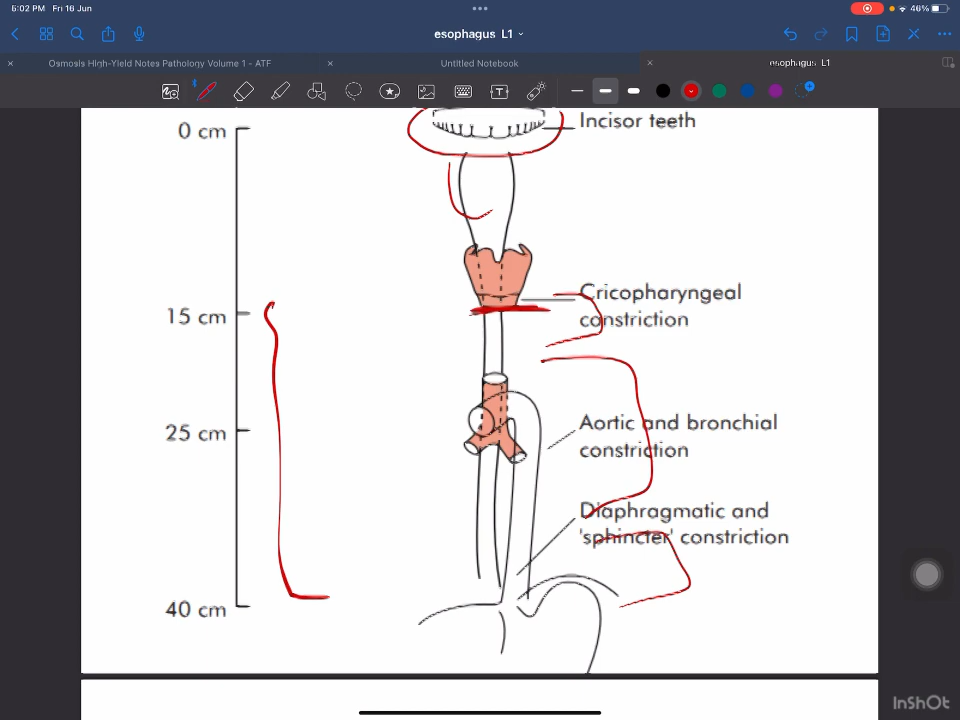 5:02 PM Fri 16 Jun
46%
esophagus L1
Osmosis High-Yield Notes Pathology Volume 1 - ATF
Untitled Notebook
esophagus L1
0 cm
Incisor teeth
15 cm
Cricopharyngeal
constriction
25 cm
Aortic and bronchial
constriction
Diaphragmatic and
'sphincter' constriction
40 cm
InShOt